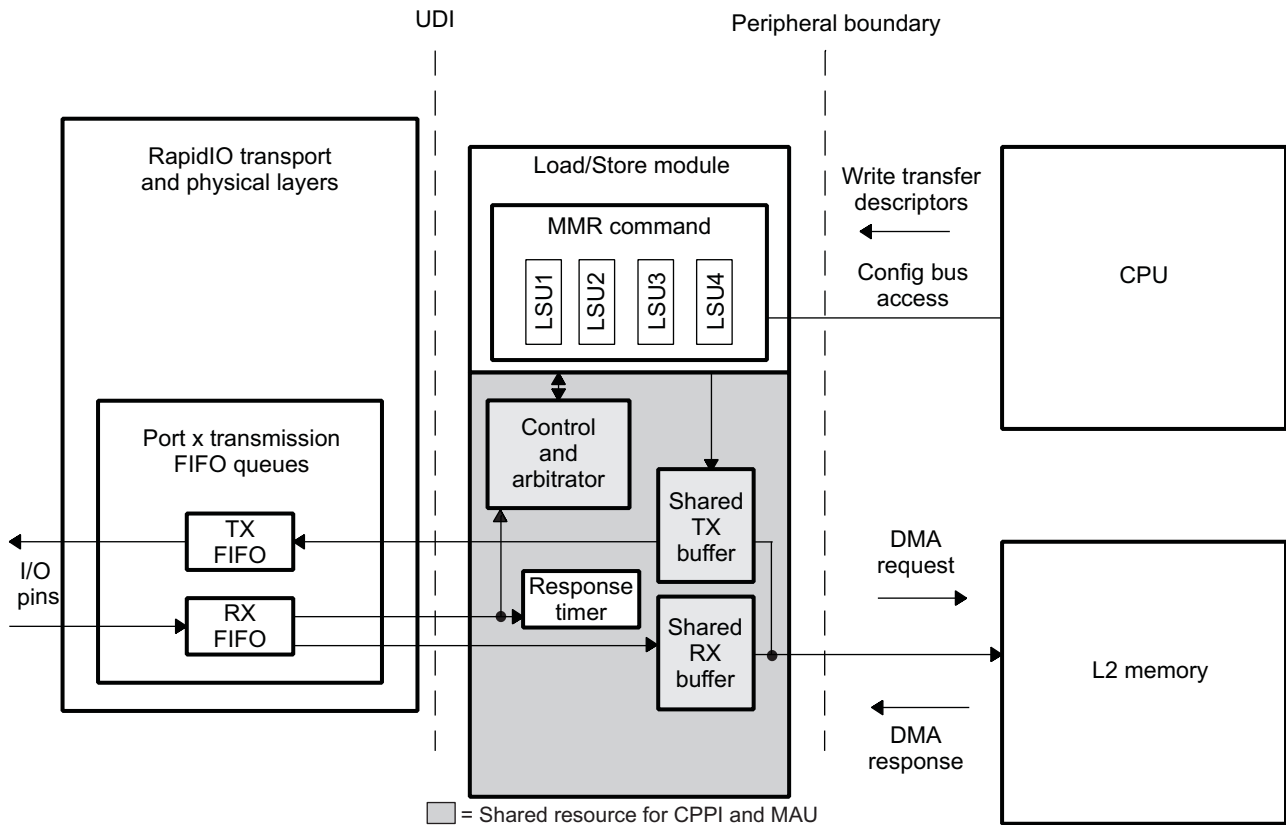 UDI
Peripheral boundary
RapidIO transport
and physical layers
Load/Store module
MMR command
LSU1
LSU2
LSU3
LSU4
Write transfer
descriptors
Config bus
access
CPU
Port x transmission
FIFO queues
Control
and
arbitrator
TX
FIFO
Shared
TX
buffer
I/O
pins
RX
FIFO
Response
timer
Shared
RX
buffer
DMA
request
DMA
response
L2 memory
= Shared resource for CPPI and MAU